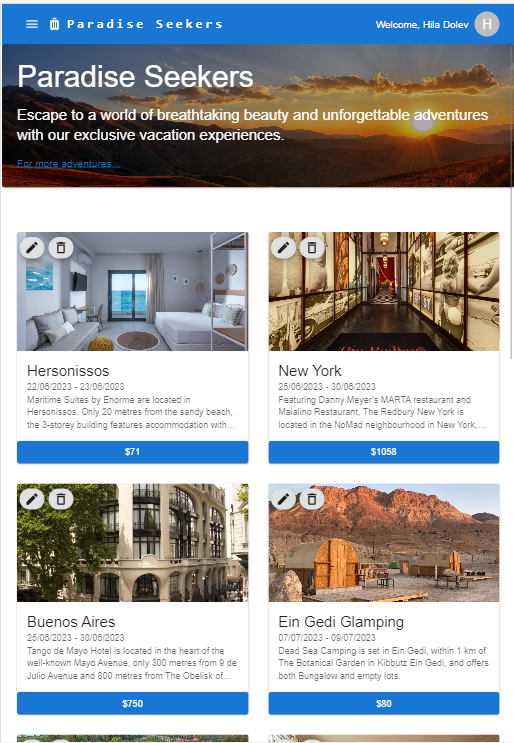 Paradise Seekers
Welcome, Hila Dolev
H
Paradise Seekers
Escape to a world of breathtaking beauty and unforgettable adventures
with our exclusive vacation experiences.
For more adventures...
Hersonissos
22/06/2023 - 23/06/2023
Maritime Suites by Enorme are located in
Hersonissos. Only 20 metres from the sandy beach,
the 3-storey building features accommodation with...
$71
New York
25/06/2023 - 30/06/2023
Featuring Danny Meyer's MARTA restaurant and
Maialino Restaurant, The Redbury New York is
located in the NoMad neighbourhood in New York,...
$1058
Buenos Aires
25/06/2023 - 30/06/2023
Tango de Mayo Hotel is located in the heart of the
well-known Mayo Avenue, only 300 metres from 9 de
Julio Avenue and 800 metres from The Obelisk of...
$750
Ein Gedi Glamping
07/07/2023 - 09/07/2023
Dead Sea Camping is set in Ein Gedi, within 1 km of
The Botanical Garden in Kibbutz Ein Gedi, and offers
both Bungalow and empty lots.
$80